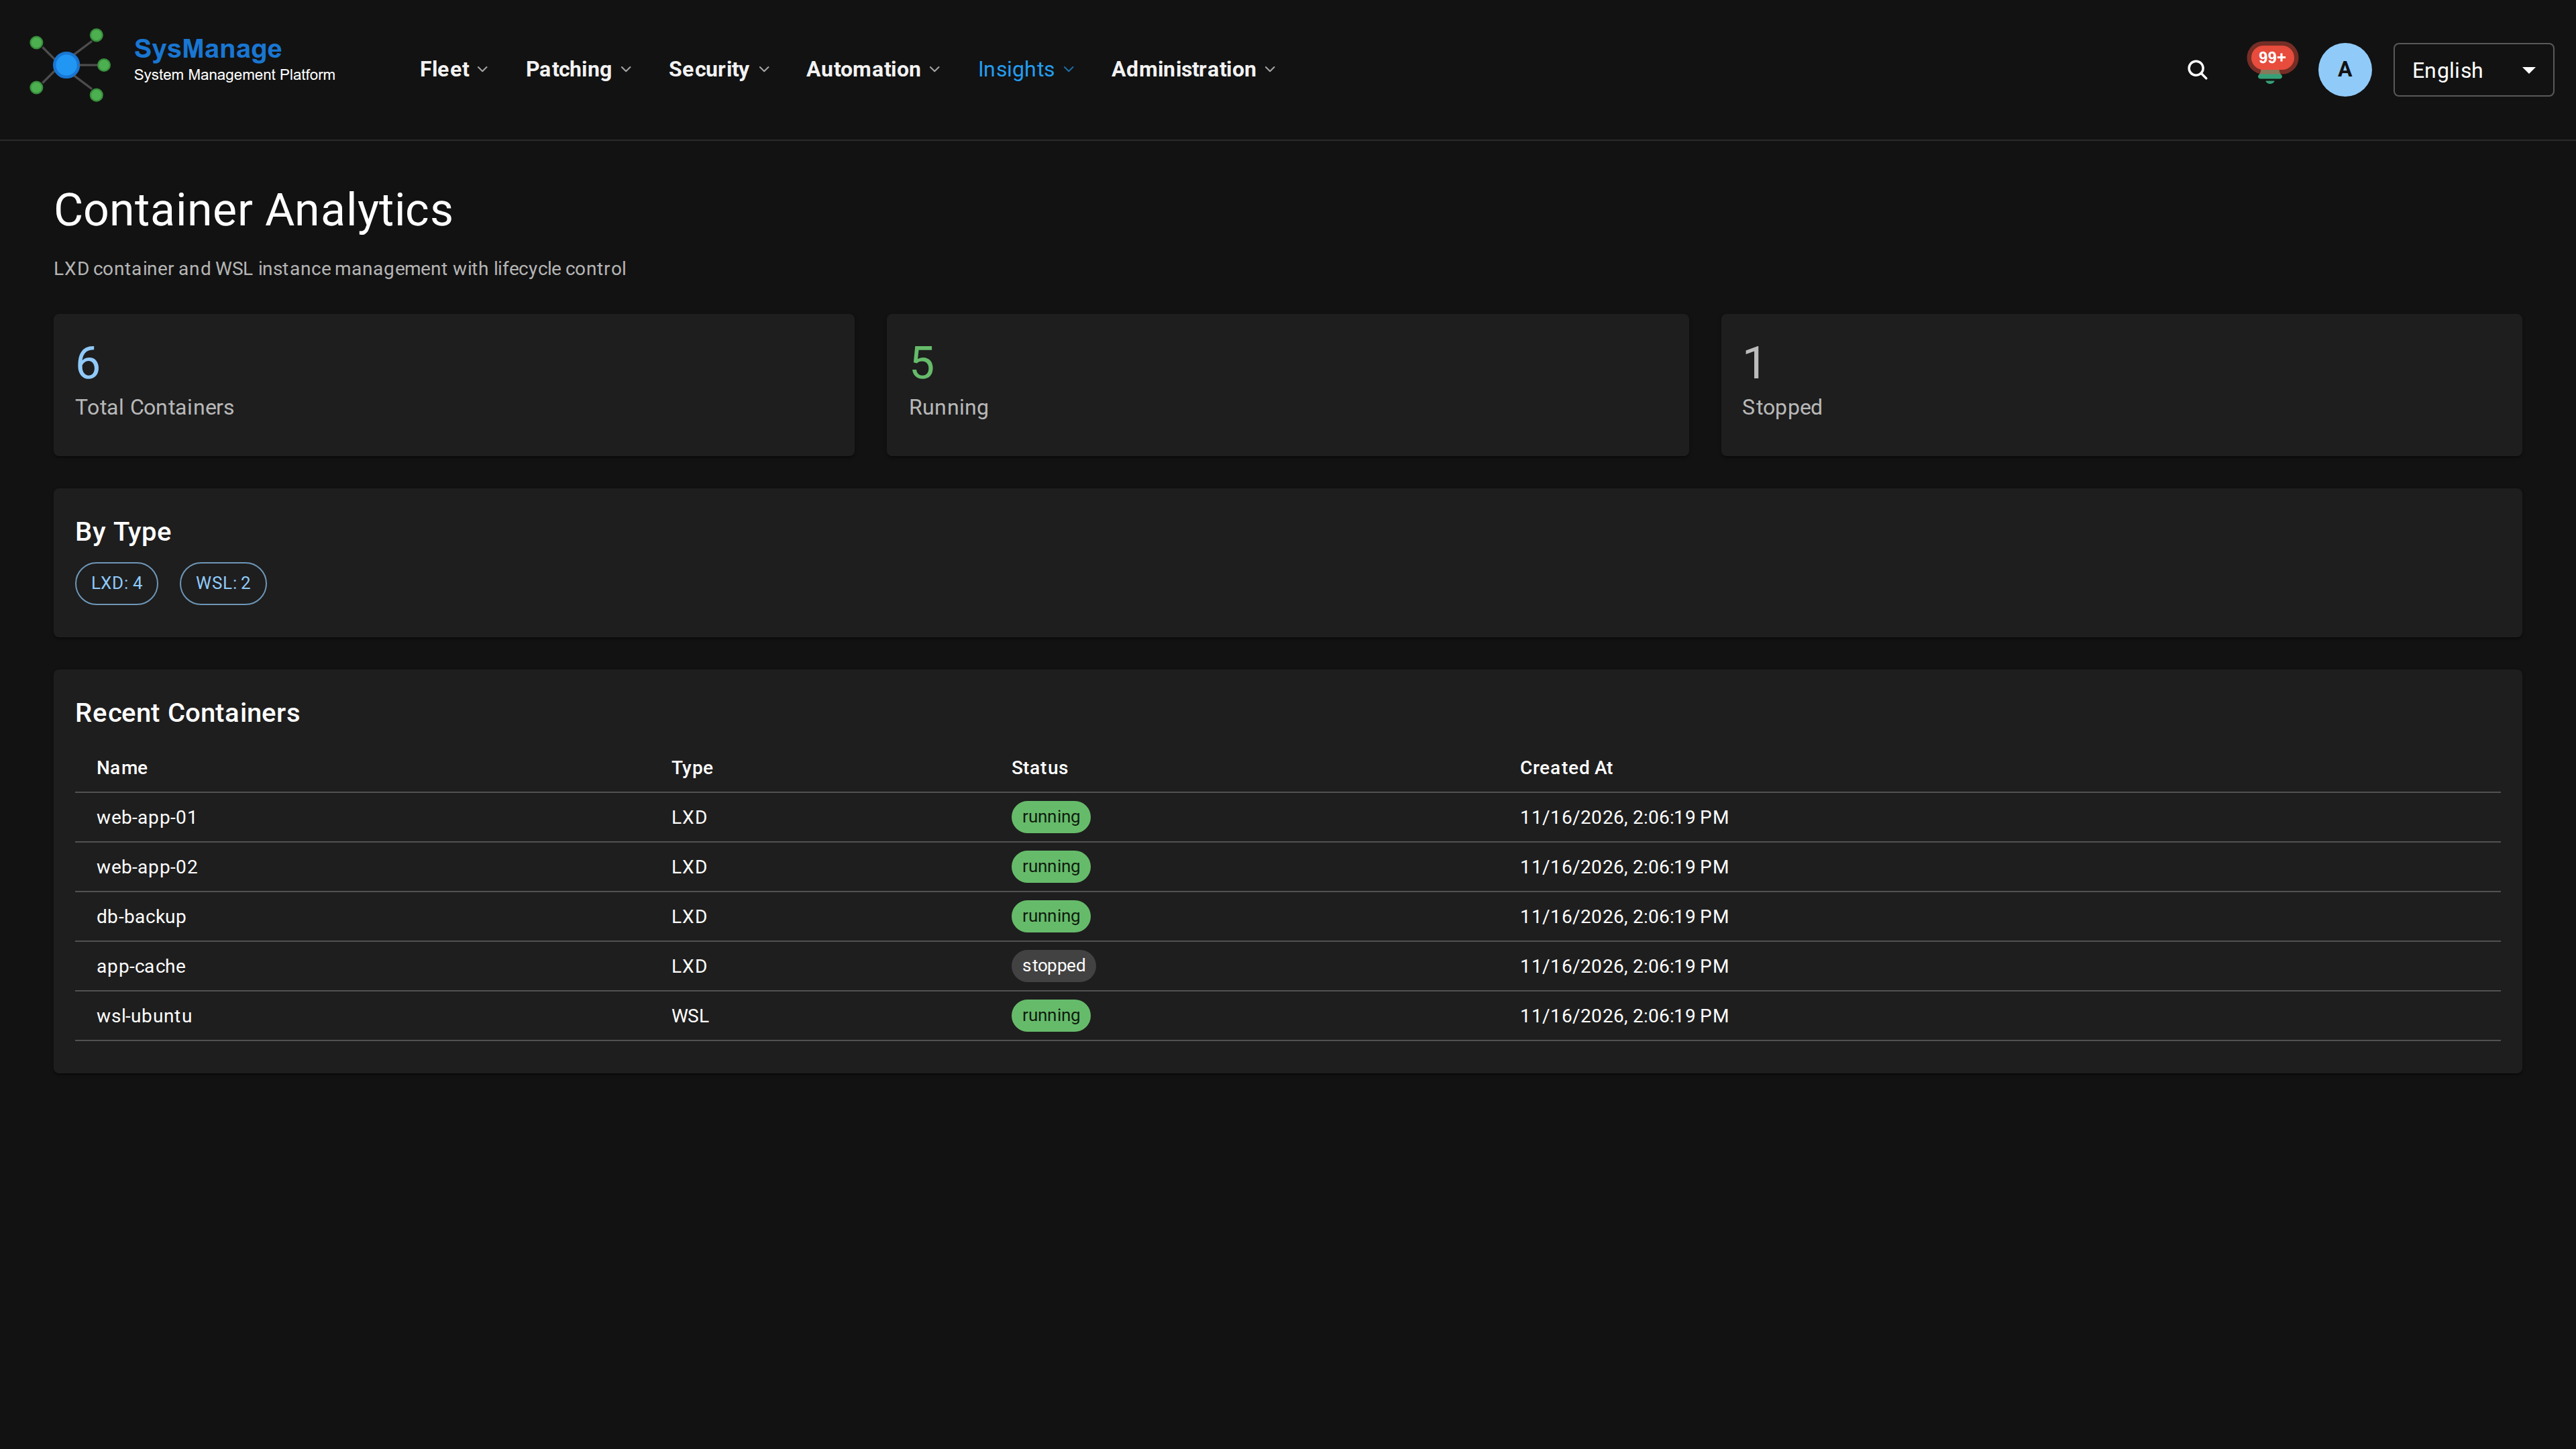 SysManage
System Management Platform
Fleet Patching Security Automation Insights Administration
99+ A English
Container Analytics
LXD container and WSL instance management with lifecycle control
6 5 1
Total Containers Running Stopped
By Type
LXD: 4 WSL: 2
Recent Containers
Name Type Status Created At
web-app-01 LXD running 11/16/2026, 2:06:19 PM
web-app-02 LXD running 11/16/2026, 2:06:19 PM
db-backup LXD running 11/16/2026, 2:06:19 PM
app-cache LXD stopped 11/16/2026, 2:06:19 PM
wsl-ubuntu WSL running 11/16/2026, 2:06:19 PM